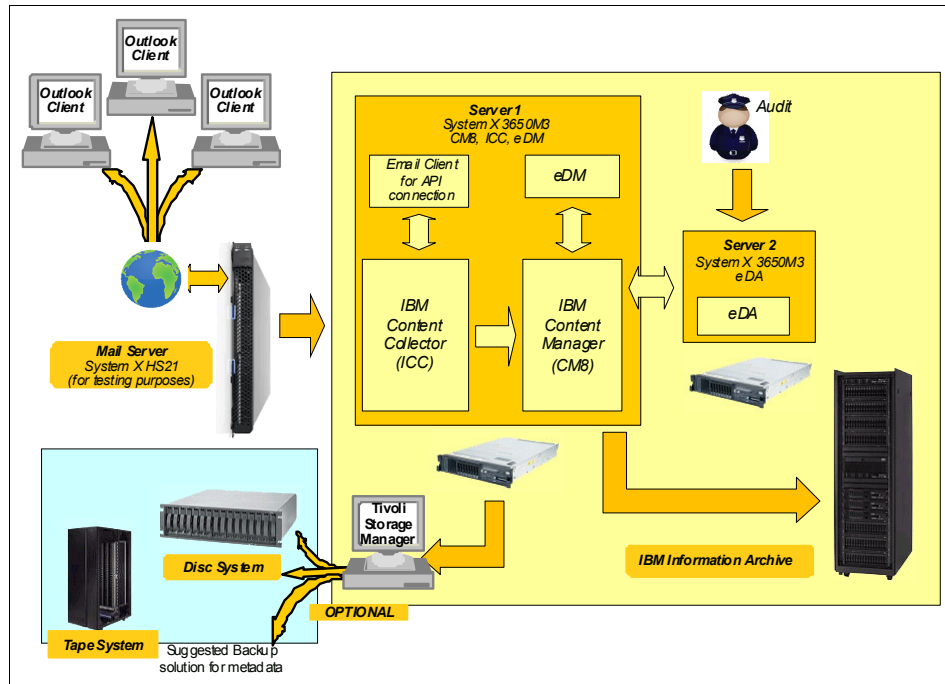 Outlook
Client
Outlook
Client
Outlook
Client
Mail Server
System X HS21
(for testing purposes)
Server 1
System X 3650M3
CM8, ICC, eDM
Email Client
for API
connection
eDM
IBM
Content
Collector
(ICC)
IBM
Content
Manager
(CM8)
Audit
Server 2
System X 3650M3
eDA
eDA
IBM Information Archive
Tivoli
Storage
Manager
OPTIONAL
Disc System
Tape System
Suggested Backup
solution for metadata